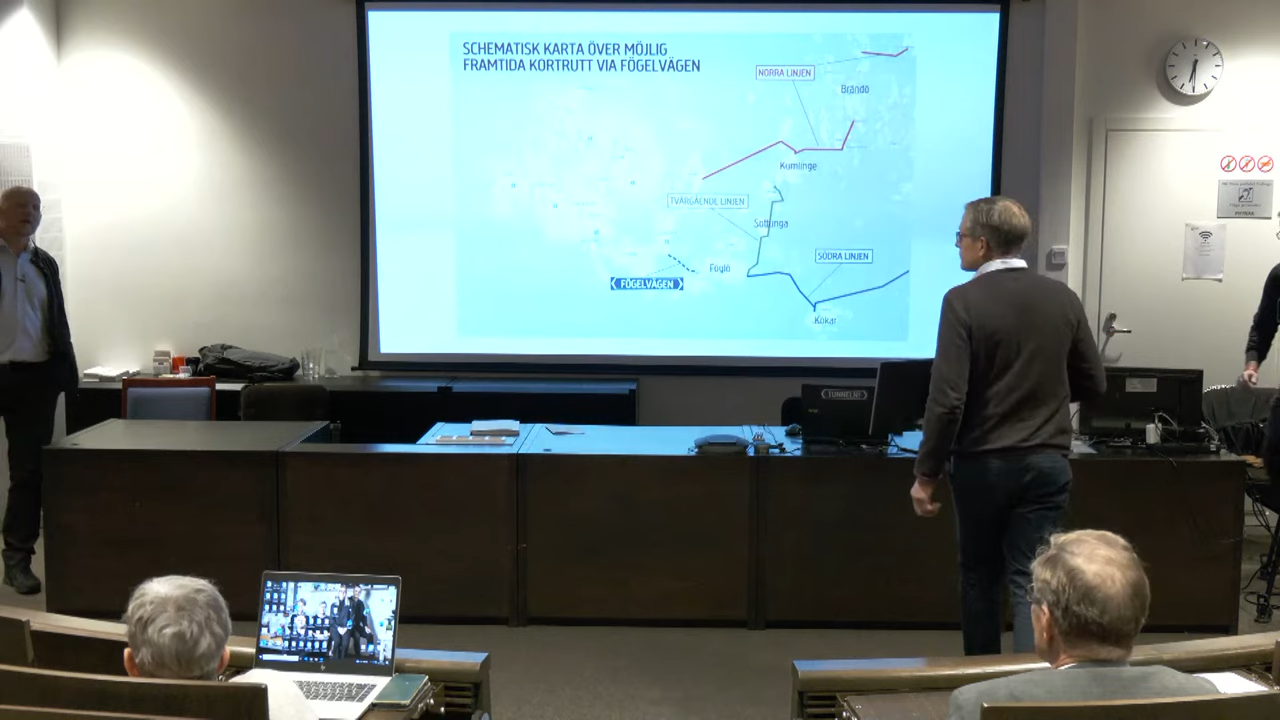 SCHEMATISK KARTA ÖVER MÖJLIG
FRAMTIDA KORTRUTT VIA FÖGELVÄGEN
NORRA LINJEN
Brändö
Kumlinge
TVÄRGÅENDE LINJEN
Sottunga
SÖDRA LINJEN
Föglö
FÖGELVÄGEN
Kökar
TUNNELN!